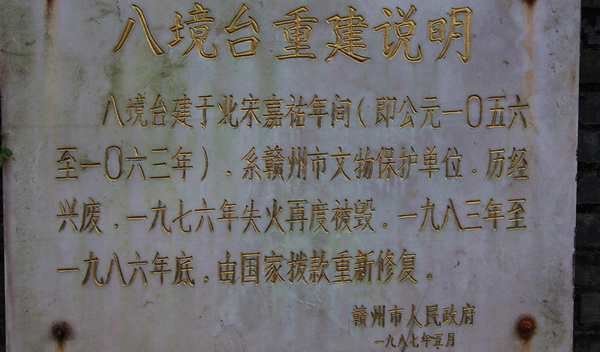 八境台重建说明
八境台建于北宋嘉祐年间(即公元一〇五六
至一〇六三年),系赣州市文物保护单位。历经
兴废,一九七六年失火再度被毁。一九八三年至
一九八六年底,由国家拨款重新修复。
赣州市人民政府
一九八七年五月